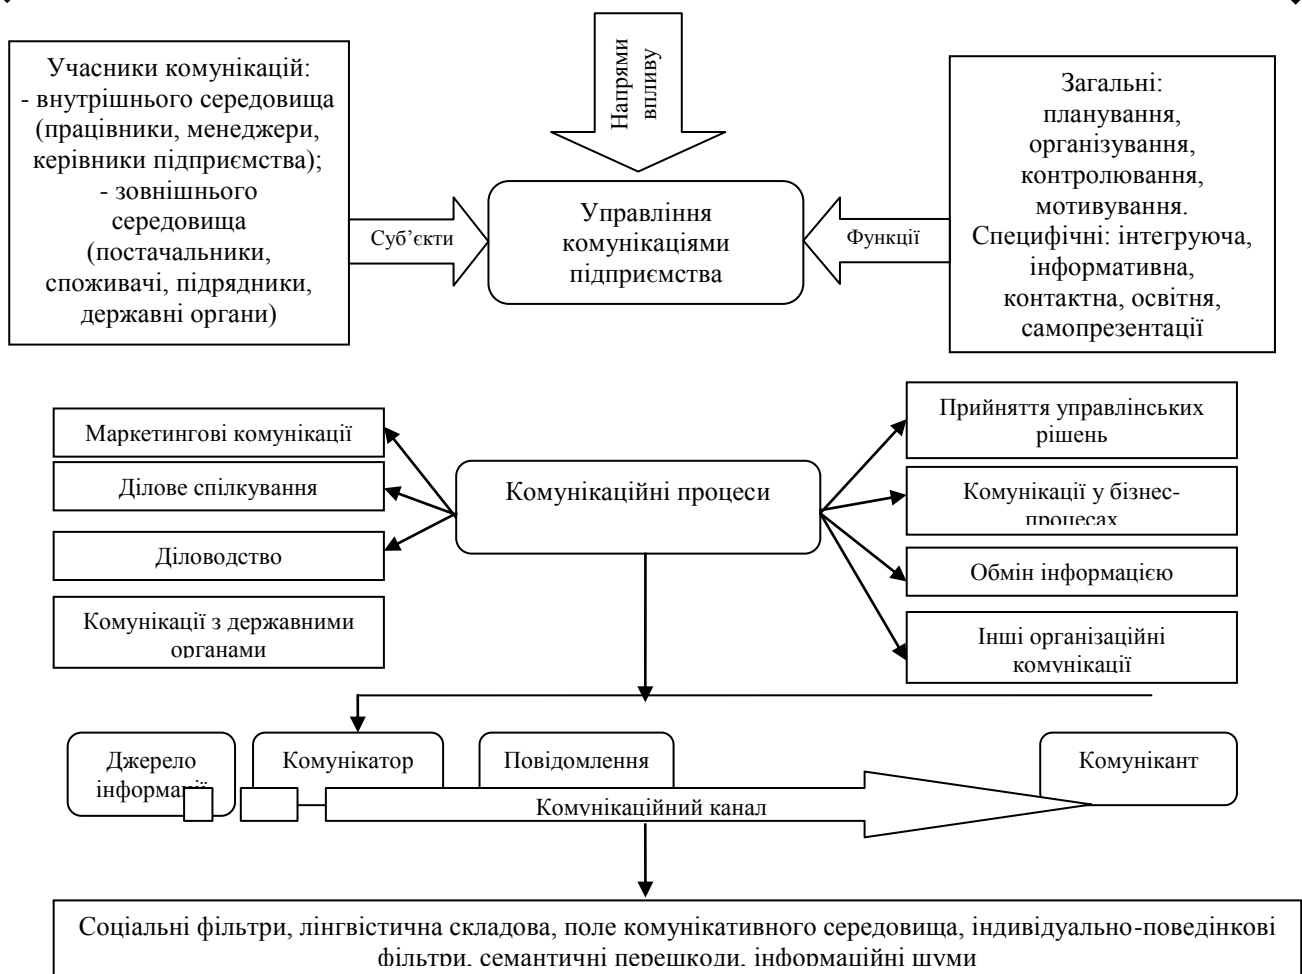 Напрями
впливу
Учасники комунікацій:
- внутрішнього середовища
(працівники, менеджери,
керівники підприємства);
- зовнішнього
середовища
(постачальники,
споживачі, підрядники,
державні органи)
Суб’єкти
Управління
комунікаціями
підприємства
Функції
Загальні:
планування,
організування,
контролювання,
мотивування.
Специфічні: інтегруюча,
інформативна,
контактна, освітня,
самопрезентації
Маркетингові комунікації
Ділове спілкування
Діловодство
Комунікації з державними
органами
Комунікаційні процеси
Прийняття управлінських
рішень
Комунікації у бізнес-
процесах
Обмін інформацією
Інші організаційні
комунікації
Джерело
інформації
Комунікатор
Повідомлення
Комунікант
Комунікаційний канал
Соціальні фільтри, лінгвістична складова, поле комунікативного середовища, індивідуально-поведінкові
фільтри, семантичні перешкоди, інформаційні шуми